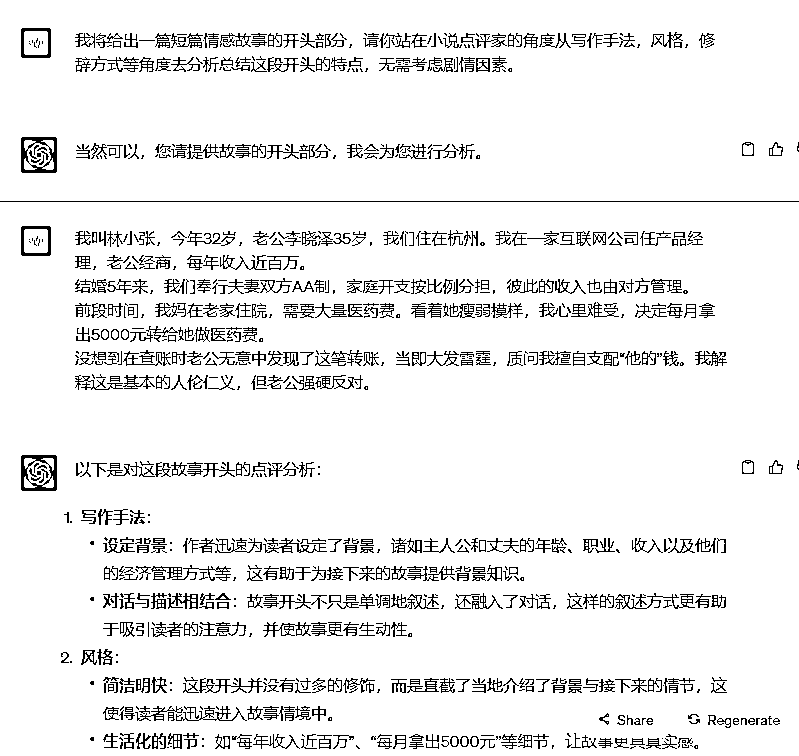 我将给出一篇短篇情感故事的开头部分，请你站在小说点评家的角度从写作手法，风格，修
辞方式等角度去分析总结这段开头的特点，无需考虑剧情因素。
当然可以，您请提供故事的开头部分，我会为您进行分析。
我叫林小张，今年32岁，老公李晓泽35岁，我们住在杭州。我在一家互联网公司任产品经
理，老公经商，每年收入近百万。
结婚5年来，我们奉行夫妻双方AA制，家庭开支按比例分担，彼此的收入也由对方管理。
前段时间，我妈在老家住院，需要大量医药费。看着她瘦弱模样，我心里难受，决定每月拿
出5000元转给她做医药费。
没想到在查账时老公无意中发现了这笔转账，当即大发雷霆，质问我擅自支配“他的”钱。我解
释这是基本的人伦仁义，但老公强硬反对。
以下是对这段故事开头的点评分析：
1. 写作手法：
• 设定背景：作者迅速为读者设定了背景，诸如主人公和丈夫的年龄、职业、收入以及他们
的经济管理方式等，这有助于为接下来的故事提供背景知识。
• 对话与描述相结合：故事开头不只是单调地叙述，还融入了对话，这样的叙述方式更有助
于吸引读者的注意力，并使故事更有生动性。
2. 风格：
• 简洁明快：这段开头并没有过多的修饰，而是直截了当地介绍了背景与接下来的情节，这
使得读者能迅速进入故事情境中。
Share
Regenerate
• 生活化的细节：如“每年收入近百万”、“每月拿出5000元”等细节，让故事更具真实感。